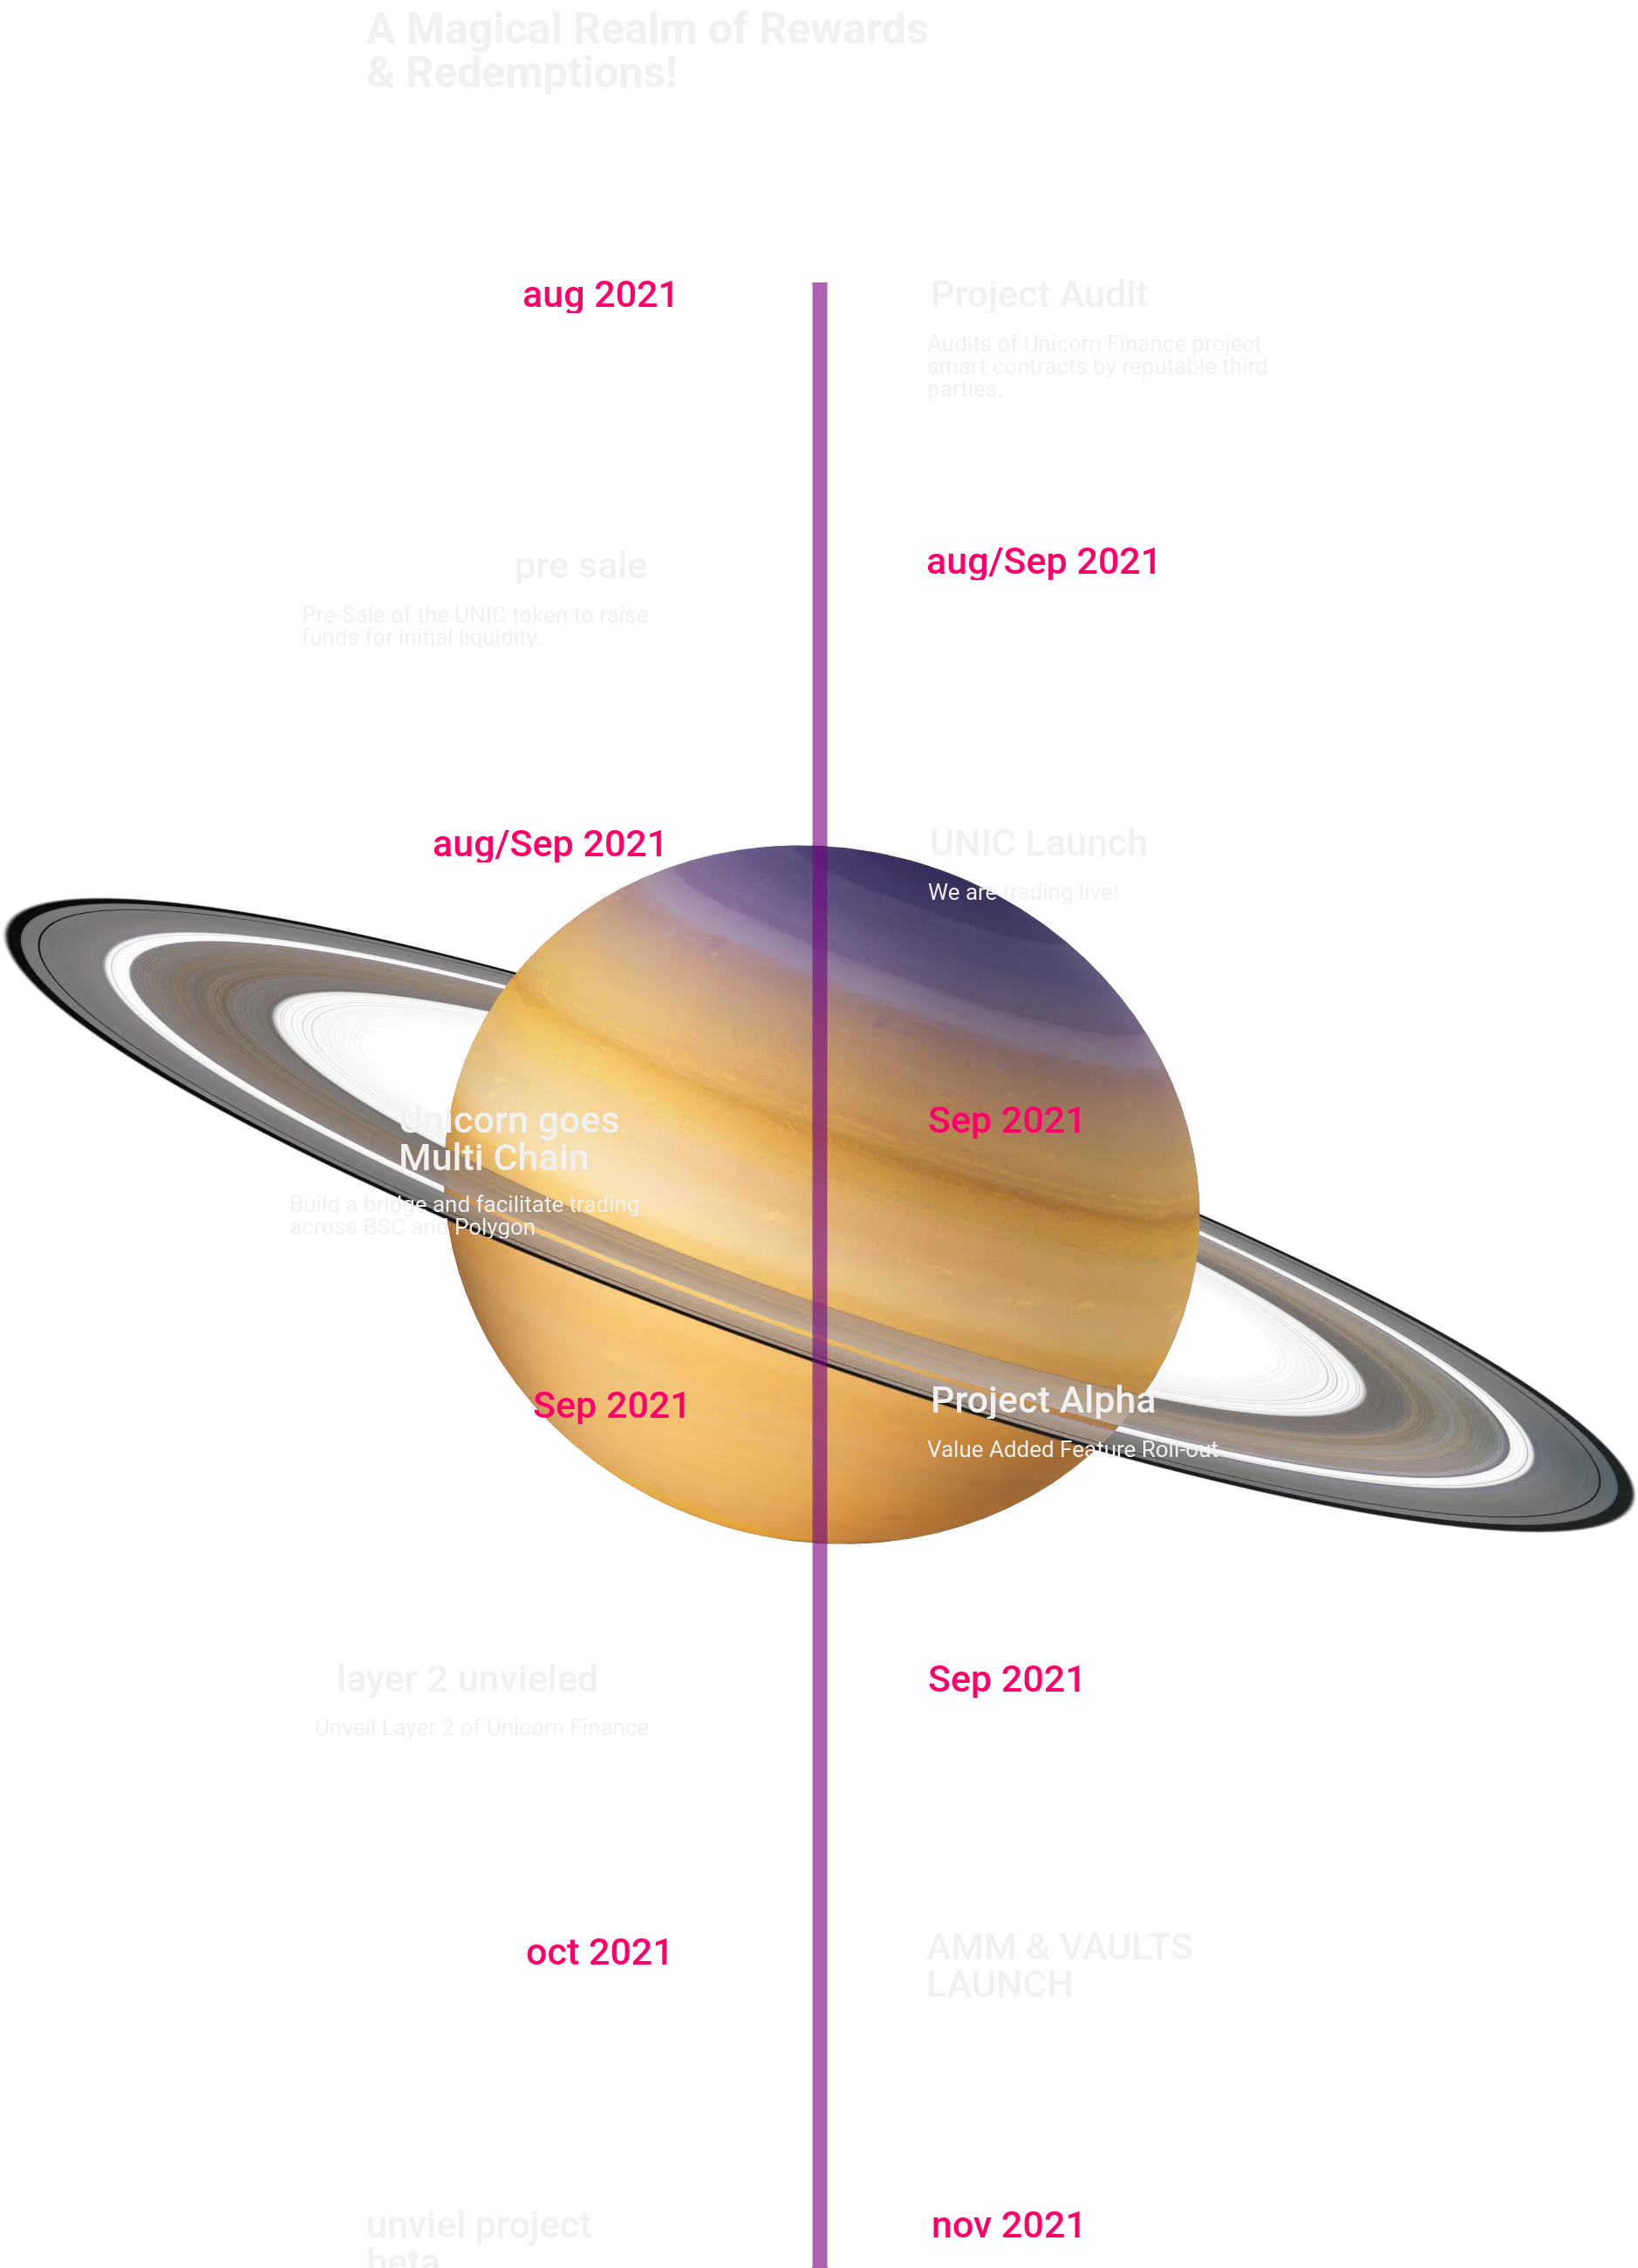 A Magical Realm of Rewards
& Redemptions!
aug 2021
Project Audit
Audits of Unicorn Finance project
smart contracts by reputable third
parties.
pre sale
Pre-Sale of the UNIC token to raise
funds for initial liquidity.
aug/Sep 2021
aug/Sep 2021
UNIC Launch
We are trading live!
Unicorn goes
Multi Chain
Build a bridge and facilitate trading
across BSC and Polygon
Sep 2021
Sep 2021
Project Alpha
Value Added Feature Roll-out
layer 2 unvieled
Unveil Layer 2 of Unicorn Finance
Sep 2021
oct 2021
AMM & VAULTS
LAUNCH
unviel project
beta
nov 2021